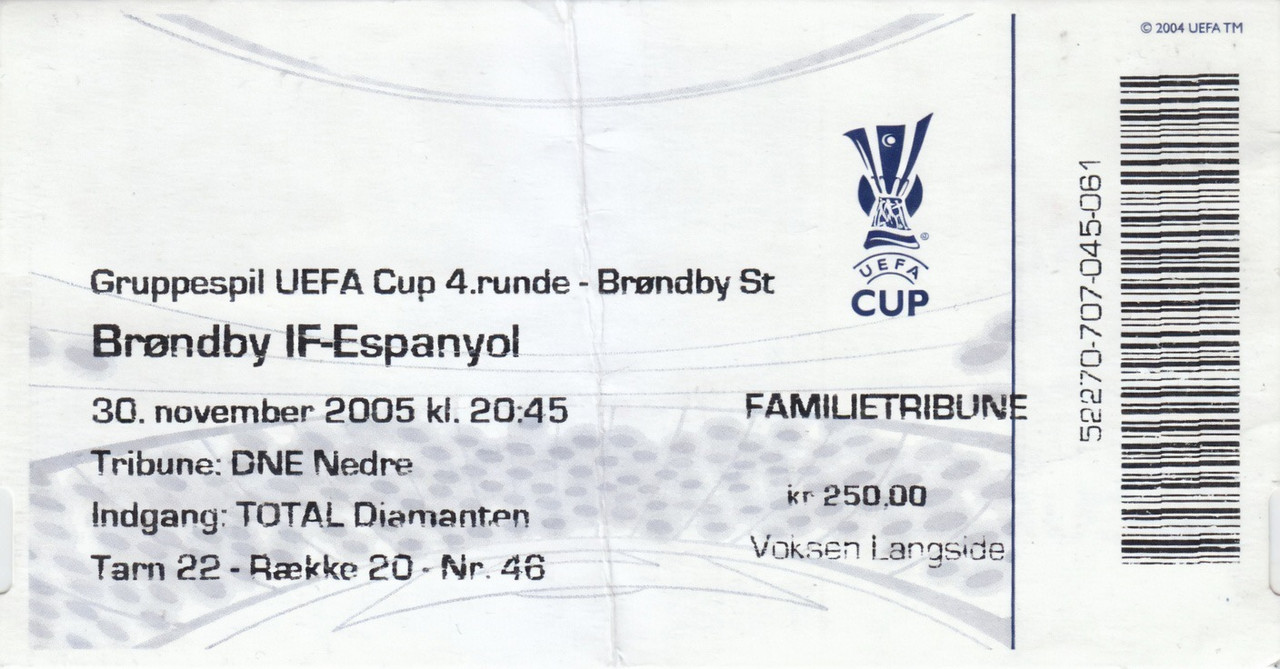 © 2004 UEFA TM
UEFA
CUP
Gruppespil UEFA Cup 4.runde - Brøndby St
Brøndby IF-Espanyol
30. november 2005 kl. 20:45
FAMILIETRIBUNE
Tribune: DNE Nedre
kr 250,00
Indgang: TOTAL Diamanten
Voksen Langside
Tarn 22 - Række 20 - Nr. 46
52270-707-045-061